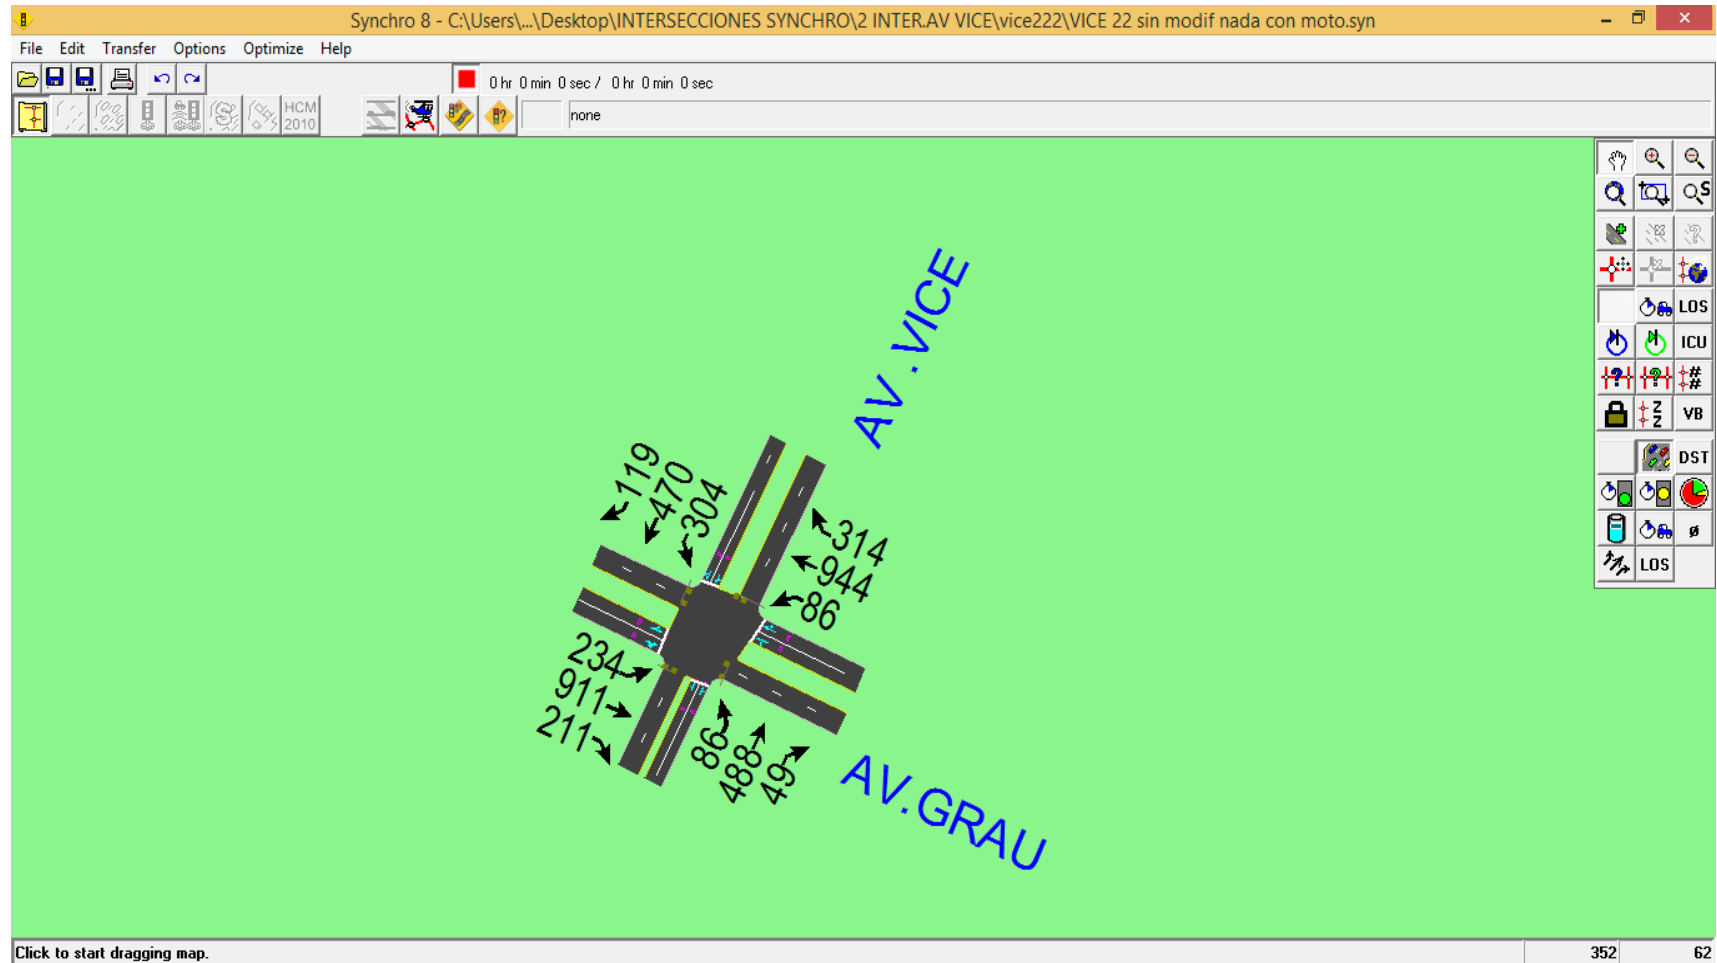 Synchro 8 - C:\Users\...\Desktop\INTERSECCIONES SYNCHRO\2 INTER.AV VICE\vice222\VICE 22 sin modif nada con moto.syn
File Edit Transfer Options Optimize Help
0 hr 0 min 0 sec / 0 hr 0 min 0 sec
HCM
2010
none
S
LOS
ICU
##
Z
Z
VB
DST
ø
LOS
AV .VICE
119
470
304
314
944
86
234
911
211
86
488
49
AV.GRAU
Click to start dragging map.
352 62